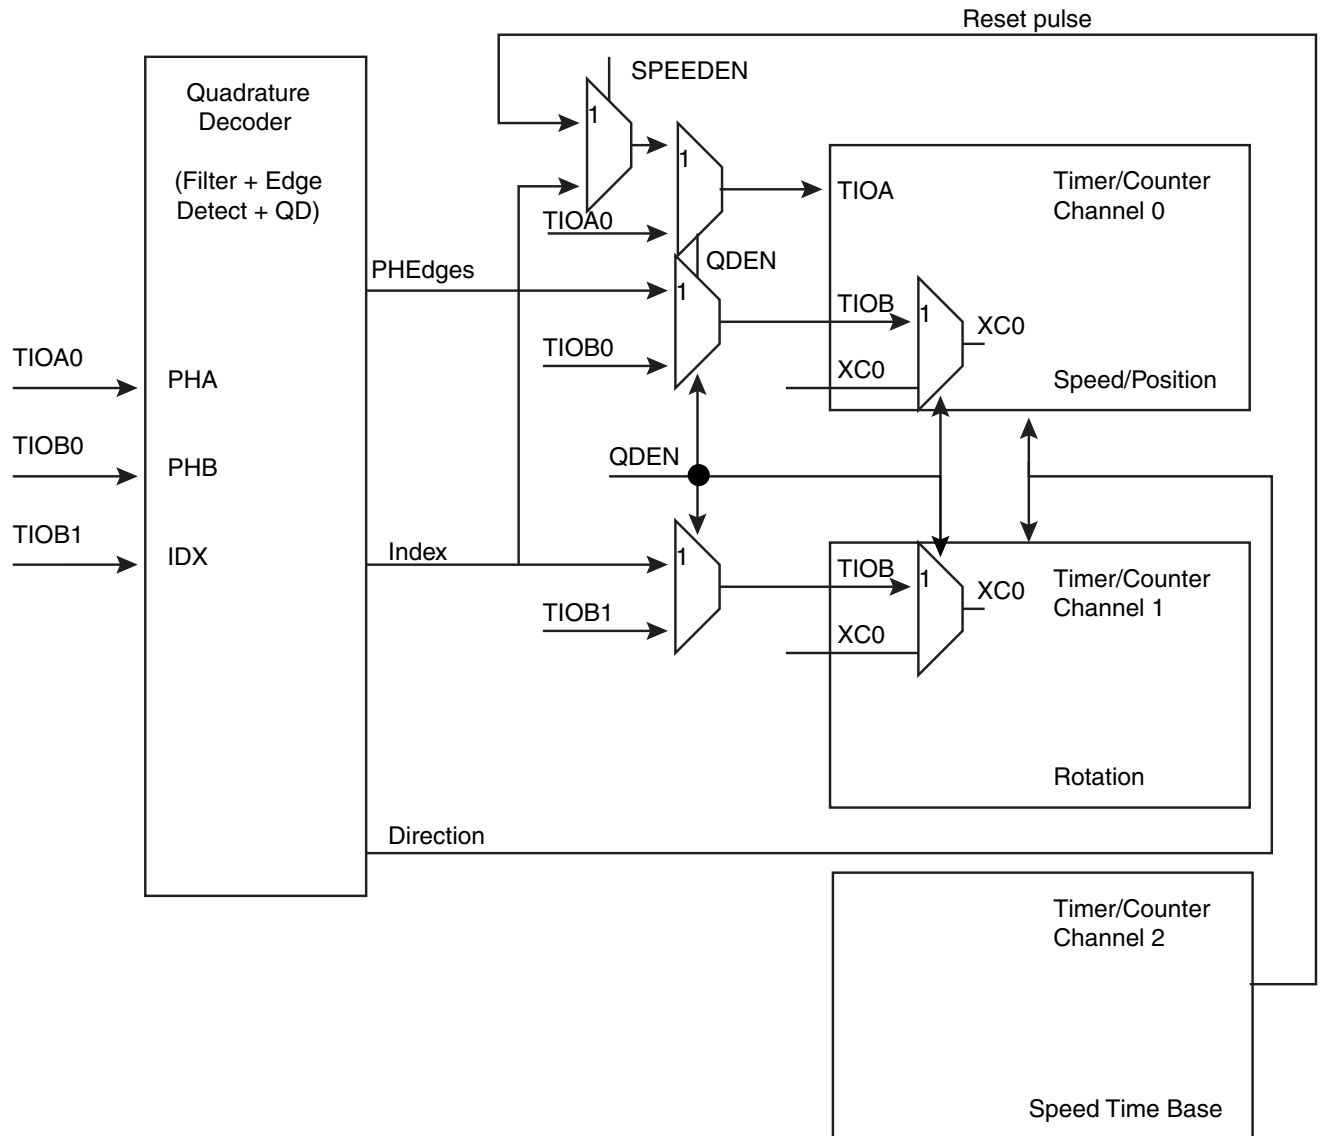 Reset pulse
SPEEDEN
Quadrature
Decoder
(Filter + Edge
Detect + QD)
1
1
TIOA
Timer/Counter
Channel 0
TIOA0
QDEN
PHEdges
1
TIOB
1
XC0
TIOB0
XC0
Speed/Position
TIOA0
PHA
TIOB0
PHB
QDEN
TIOB1
IDX
Index
1
TIOB
1
XC0
Timer/Counter
Channel 1
TIOB1
XC0
Rotation
Direction
Timer/Counter
Channel 2
Speed Time Base